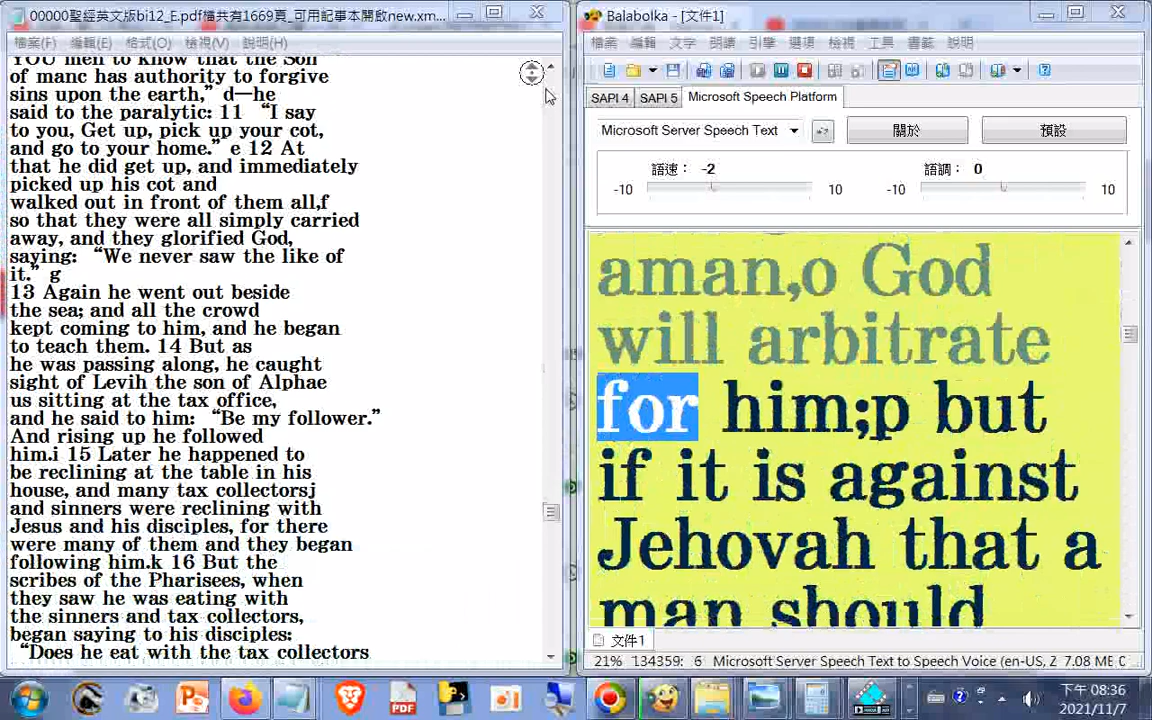 00000聖經英文版bi12_E.pdf檔共有1669頁_可用記事本開啟new.xm...
檔案(F) 編輯(E) 格式(O) 檢視(V) 說明(H)
YOU men to know that the Son
of manc has authority to forgive
sins upon the earth,” d—he
said to the paralytic: 11 “I say
to you, Get up, pick up your cot,
and go to your home.” e 12 At
that he did get up, and immediately
picked up his cot and
walked out in front of them all,f
so that they were all simply carried
away, and they glorified God,
saying: “We never saw the like of
it.” g
13 Again he went out beside
the sea; and all the crowd
kept coming to him, and he began
to teach them. 14 But as
he was passing along, he caught
sight of Levih the son of Alphae
us sitting at the tax office,
and he said to him: “Be my follower.”
And rising up he followed
him.i 15 Later he happened to
be reclining at the table in his
house, and many tax collectorsj
and sinners were reclining with
Jesus and his disciples, for there
were many of them and they began
following him.k 16 But the
scribes of the Pharisees, when
they saw he was eating with
the sinners and tax collectors,
began saying to his disciples:
“Does he eat with the tax collectors
Balabolka - [文件1]
檔案 編輯 文字 朗讀 引擎 選項 檢視 工具 書籤 說明
SAPI 4 SAPI 5 Microsoft Speech Platform
Microsoft Server Speech Text 關於 預設
語速： -2 語調： 0
-10 10 -10 10
aman,o God
will arbitrate
for him;p but
if it is against
Jehovah that a
man should
文件1
21% 134359: 6 Microsoft Server Speech Text to Speech Voice (en-US, Z 7.08 MB
PDF
下午 08:36
2021/11/7